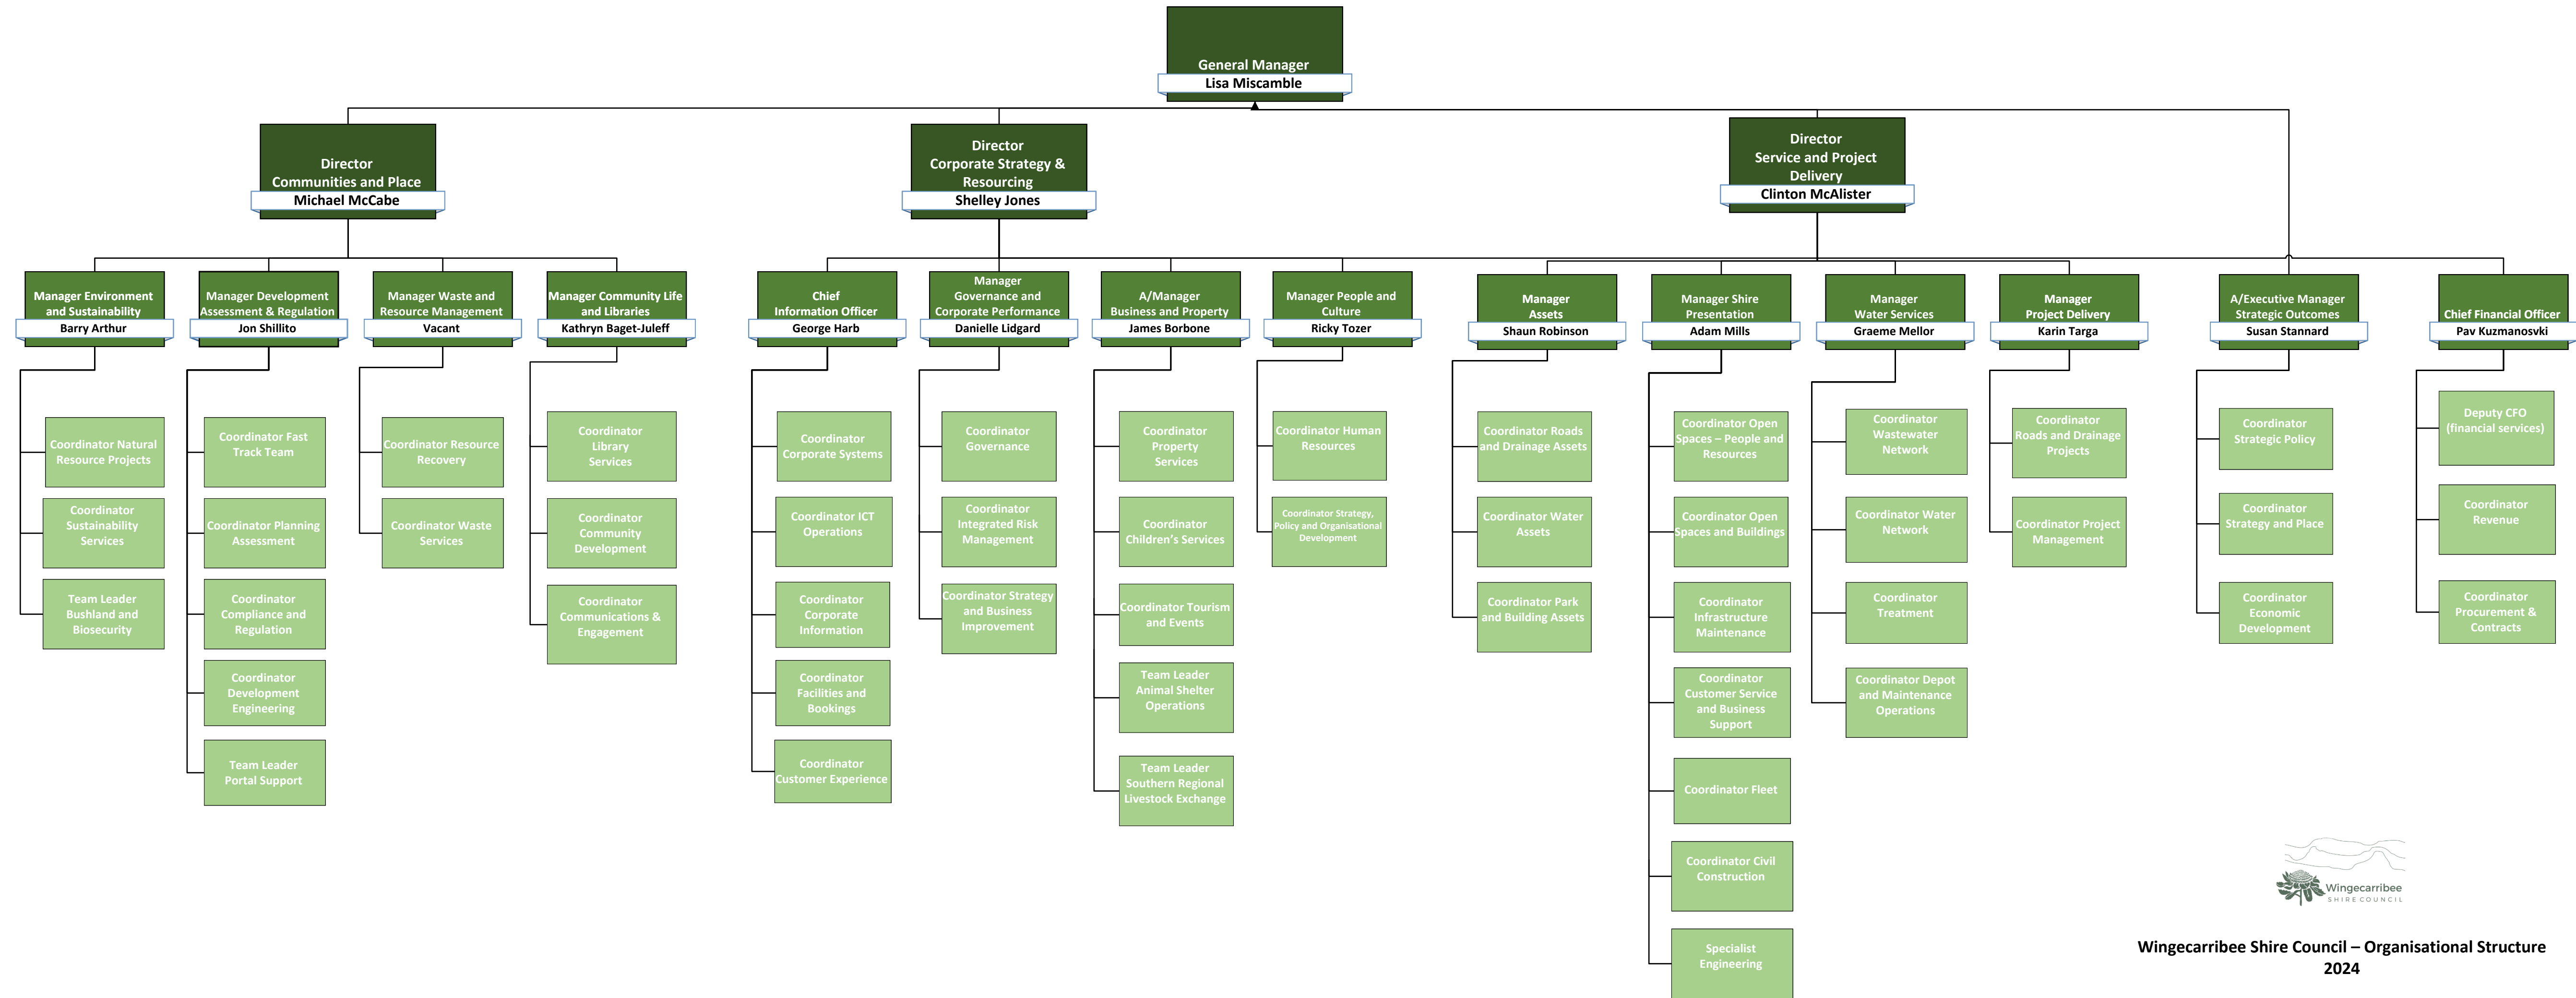 General Manager
Lisa Miscamble
Director
Communities and Place
Michael McCabe
Director
Corporate Strategy &
Resourcing
Shelley Jones
Director
Service and Project
Delivery
Clinton McAlister
Manager Environment
and Sustainability
Barry Arthur
Manager Development
Assessment & Regulation
Jon Shillito
Manager Waste and
Resource Management
Vacant
Manager Community Life
and Libraries
Kathryn Baget-Juleff
Chief
Information Officer
George Harb
Manager
Governance and
Corporate Performance
Danielle Lidgard
A/Manager
Business and Property
James Borbone
Manager People and
Culture
Ricky Tozer
Manager
Assets
Shaun Robinson
Manager Shire
Presentation
Adam Mills
Manager
Water Services
Graeme Mellor
Manager
Project Delivery
Karin Targa
A/Executive Manager
Strategic Outcomes
Susan Stannard
Chief Financial Officer
Pav Kuzmanosvki
Coordinator Natural
Resource Projects
Coordinator
Sustainability
Services
Team Leader
Bushland and
Biosecurity
Coordinator Fast
Track Team
Coordinator Planning
Assessment
Coordinator
Compliance and
Regulation
Coordinator
Development
Engineering
Team Leader
Portal Support
Coordinator Resource
Recovery
Coordinator Waste
Services
Coordinator
Library
Services
Coordinator
Community
Development
Coordinator
Communications &
Engagement
Coordinator
Corporate Systems
Coordinator ICT
Operations
Coordinator
Corporate
Information
Coordinator
Facilities and
Bookings
Coordinator
Customer Experience
Coordinator
Governance
Coordinator
Integrated Risk
Management
Coordinator Strategy
and Business
Improvement
Coordinator
Property
Services
Coordinator
Children’s Services
Coordinator Tourism
and Events
Team Leader
Animal Shelter
Operations
Team Leader
Southern Regional
Livestock Exchange
Coordinator Human
Resources
Coordinator Strategy,
Policy and Organisational
Development
Coordinator Roads
and Drainage Assets
Coordinator Water
Assets
Coordinator Park
and Building Assets
Coordinator Open
Spaces – People and
Resources
Coordinator Open
Spaces and Buildings
Coordinator
Infrastructure
Maintenance
Coordinator
Customer Service
and Business
Support
Coordinator Fleet
Coordinator Civil
Construction
Specialist
Engineering
Coordinator
Wastewater
Network
Coordinator Water
Network
Coordinator
Treatment
Coordinator Depot
and Maintenance
Operations
Coordinator
Roads and Drainage
Projects
Coordinator Project
Management
Coordinator
Strategic Policy
Coordinator
Strategy and Place
Coordinator
Economic
Development
Deputy CFO
(financial services)
Coordinator
Revenue
Coordinator
Procurement &
Contracts
Wingecarribee
SHIRE COUNCIL
Wingecarribee Shire Council – Organisational Structure
2024